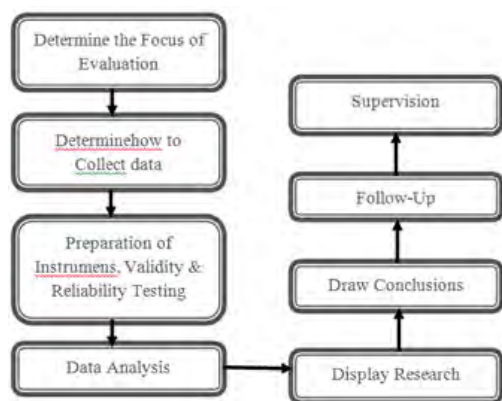 Determine the Focus of
Evaluation
Determinehow to
Collect data
Preparation of
Instrumens, Validity &
Reliability Testing
Data Analysis
Display Research
Draw Conclusions
Follow-Up
Supervision